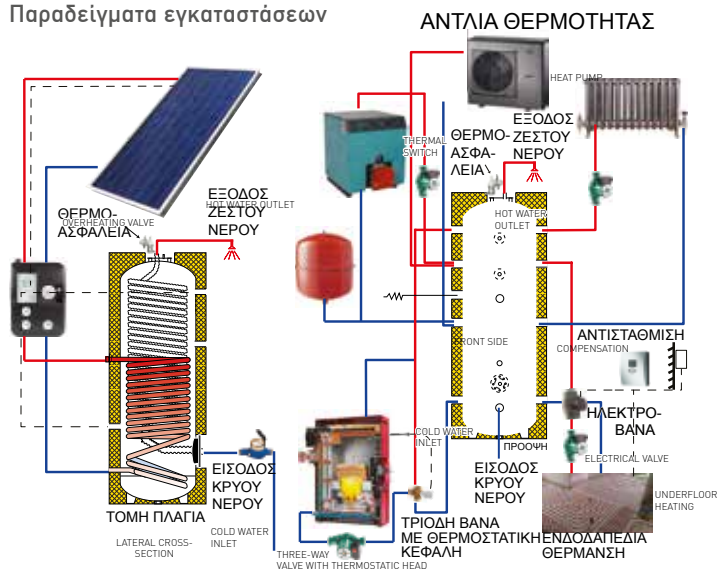 Παραδείγματα εγκαταστάσεων
ΑΝΤΛΙΑ ΘΕΡΜΟΤΗΤΑΣ
HEAT PUMP
THERMAL
SWITCH
ΘΕΡΜΟ-
ΑΣΦΑ-
ΛΕΙΑ
ΕΞΟΔΟΣ
ΖΕΣΤΟΥ
ΝΕΡΟΥ
HOT WATER
OUTLET
ΘΕΡΜΟ-
ΑΣΦΑΛΕΙΑ
OVERHEATING VALVE
ΕΞΟΔΟΣ
ΖΕΣΤΟΥ
ΝΕΡΟΥ
HOT WATER OUTLET
FRONT SIDE
ΑΝΤΙΣΤΑΘΜΙΣΗ
COMPENSATION
ΗΛΕΚΤΡΟ-
ΒΑΝΑ
ELECTRICAL VALVE
COLD WATER
INLET
ΠΡΟΟΨΗ
ΕΙΣΟΔΟΣ
ΚΡΥΟΥ
ΝΕΡΟΥ
ΕΙΣΟΔΟΣ
ΚΡΥΟΥ
ΝΕΡΟΥ
COLD WATER
INLET
ΤΟΜΗ ΠΛΑΓΙΑ
LATERAL CROSS-
SECTION
THREE-WAY
VALVE WITH THERMOSTATIC HEAD
ΤΡΙΟΔΗ ΒΑΝΑ
ΜΕ ΘΕΡΜΟΣΤΑΤΙΚΗ
ΚΕΦΑΛΗ
ΕΝΔΟΔΑΠΕΔΙΑ
ΘΕΡΜΑΝΣΗ
UNDERFLOOR
HEATING